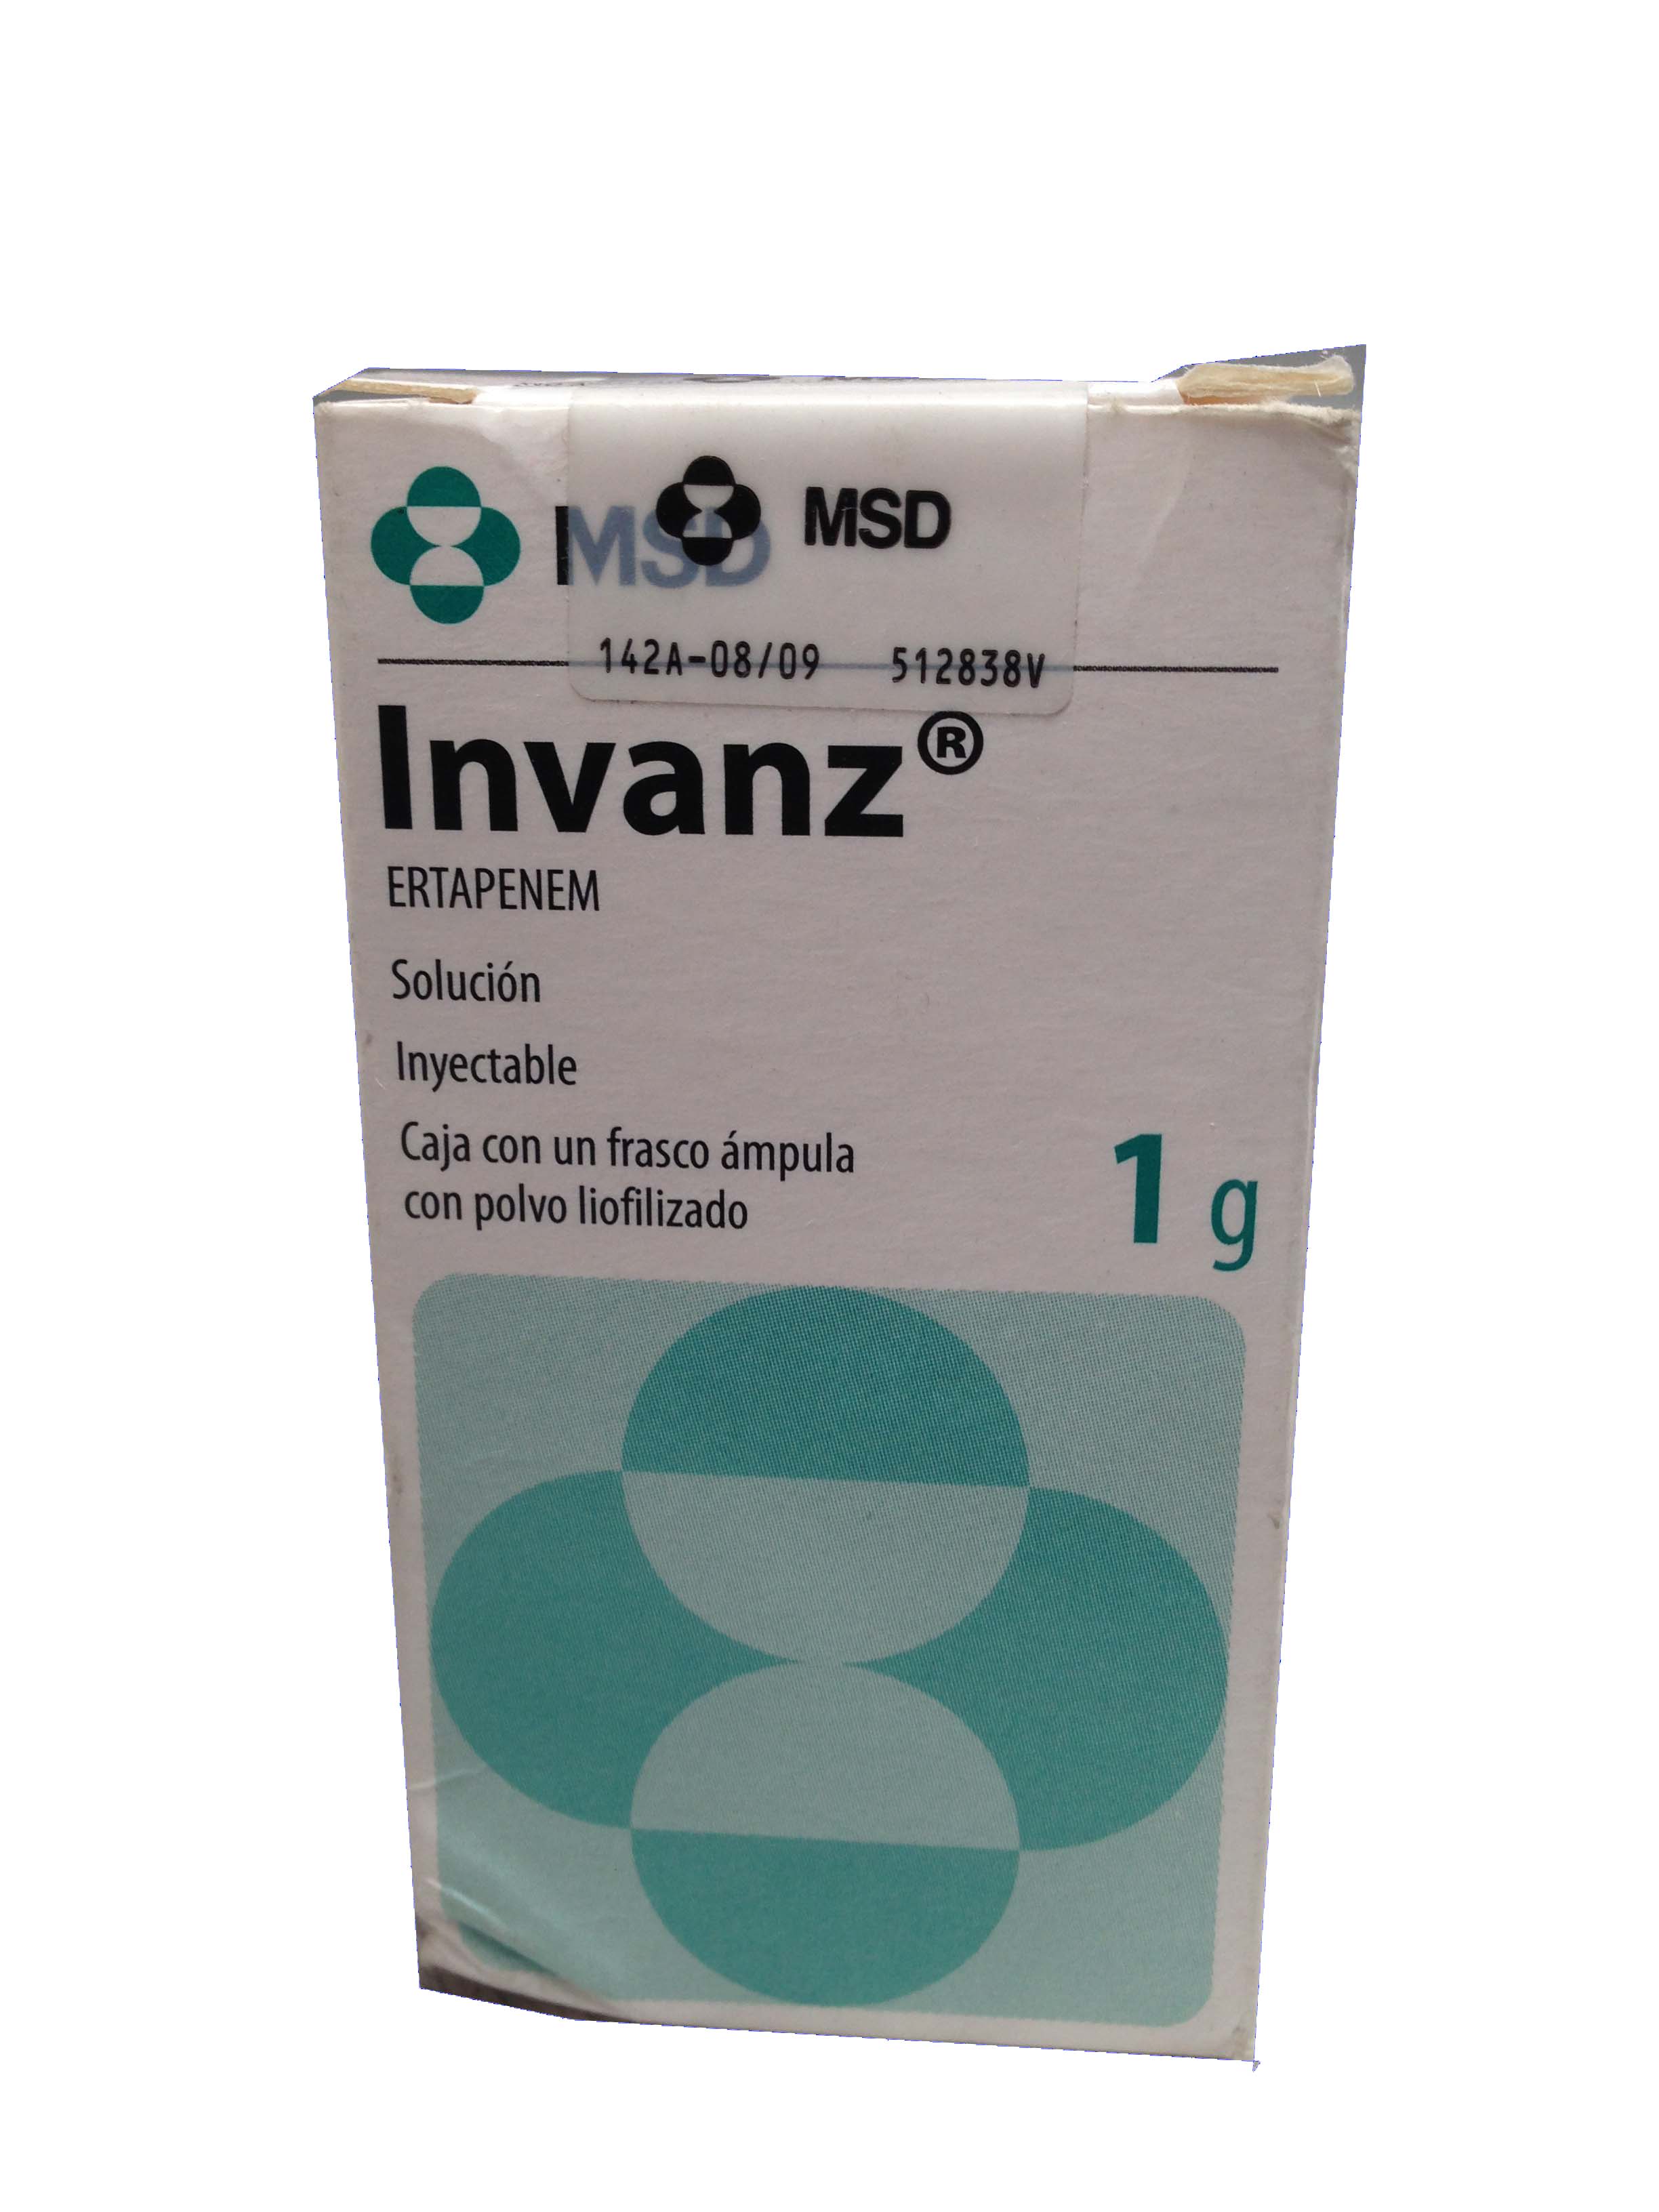 MSD
MSD
142A-08/09 512838V
Invanz®
ERTAPENEM
Solución
Inyectable
Caja con un frasco ámpula
con polvo liofilizado
1 g